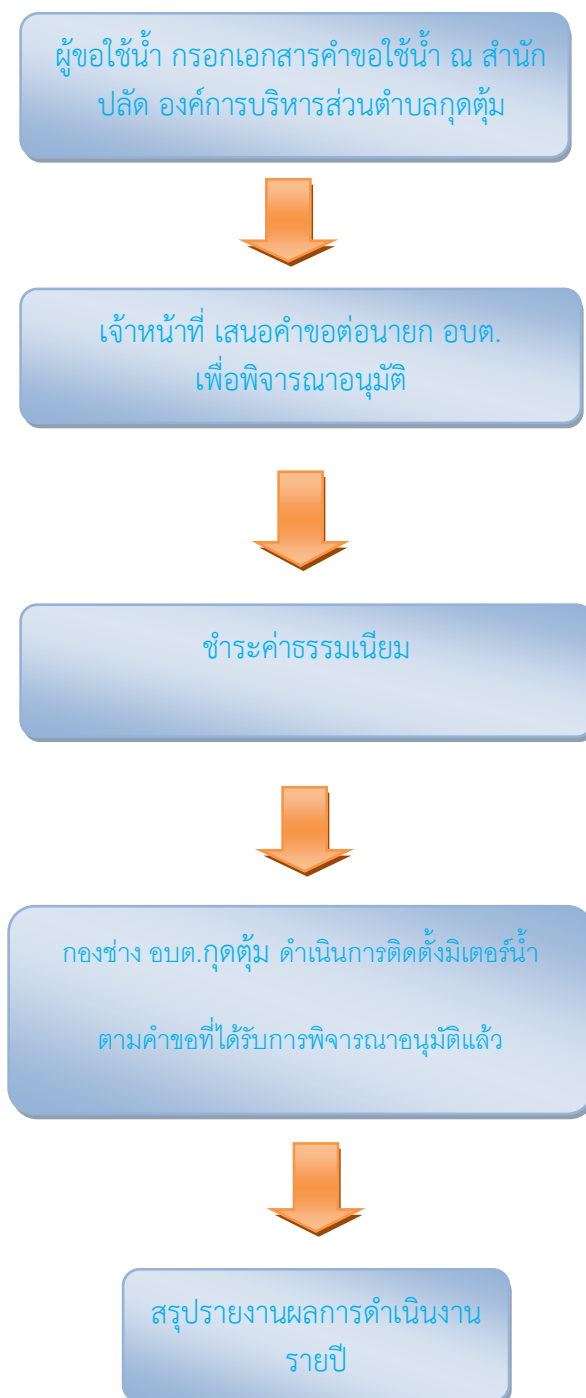 ผู้ขอใช้น้ำ กรอกเอกสารคำขอใช้น้ำ ณ สำนัก
ปลัด องค์การบริหารส่วนตำบลกุดตุ้ม
เจ้าหน้าที่ เสนอคำขอต่อนายก อบต.
เพื่อพิจารณาอนุมัติ
ชำระค่าธรรมเนียม
กองช่าง อบต.กุดตุ้ม ดำเนินการติดตั้งมิเตอร์น้ำ
ตามคำขอที่ได้รับการพิจารณาอนุมัติแล้ว
สรุปรายงานผลการดำเนินงาน
รายปี